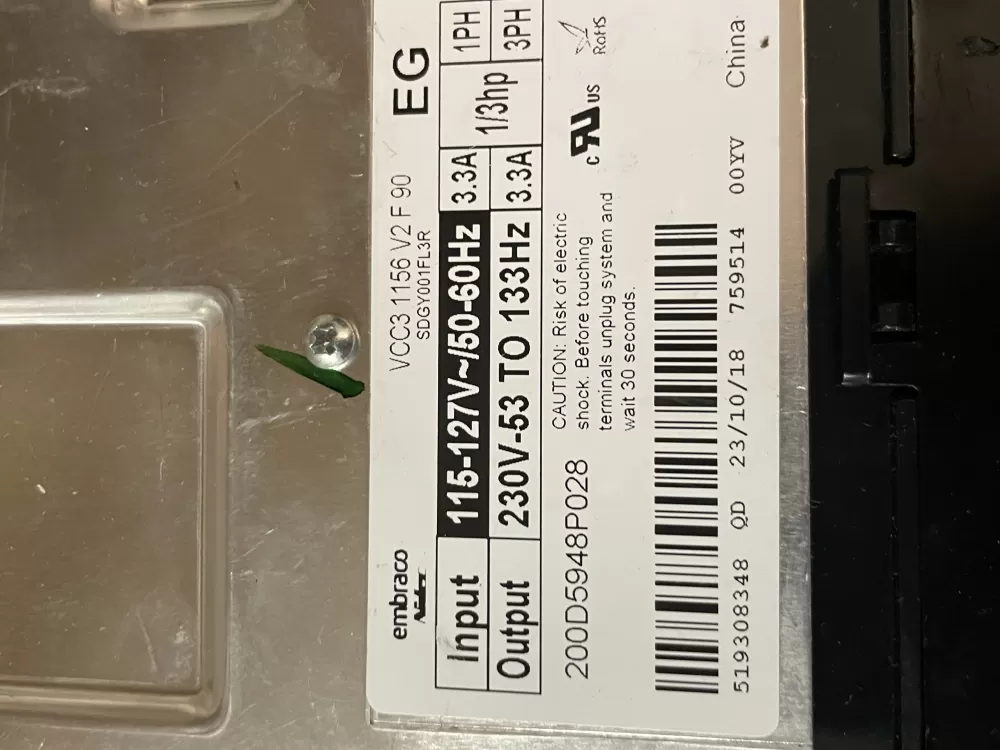 embraco
Nidec
VCC3 1156 V2 F 90
SDGY001FL3R
EG
Input 115-127V~/50-60Hz 3.3A 1/3hp 1PH
Output 230V-53 TO 133Hz 3.3A 3PH
200D5948P028
CAUTION: Risk of electric
shock. Before touching
terminals unplug system and
wait 30 seconds.
c RU US
RoHS
519308348 QD 23/10/18 759514 00YV China